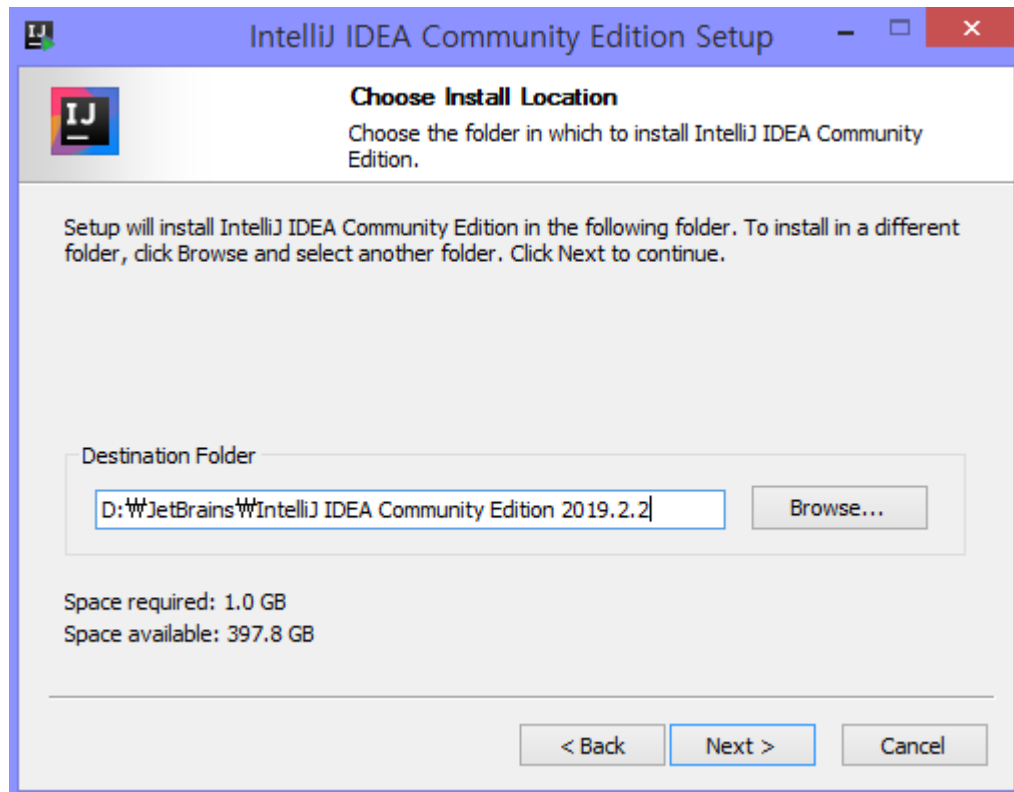 IntelliJ IDEA Community Edition Setup
IJ
Choose Install Location
Choose the folder in which to install IntelliJ IDEA Community
Edition.
Setup will install IntelliJ IDEA Community Edition in the following folder. To install in a different
folder, click Browse and select another folder. Click Next to continue.
Destination Folder
D:₩JetBrains₩IntelliJ IDEA Community Edition 2019.2.2
Browse...
Space required: 1.0 GB
Space available: 397.8 GB
< Back
Next >
Cancel